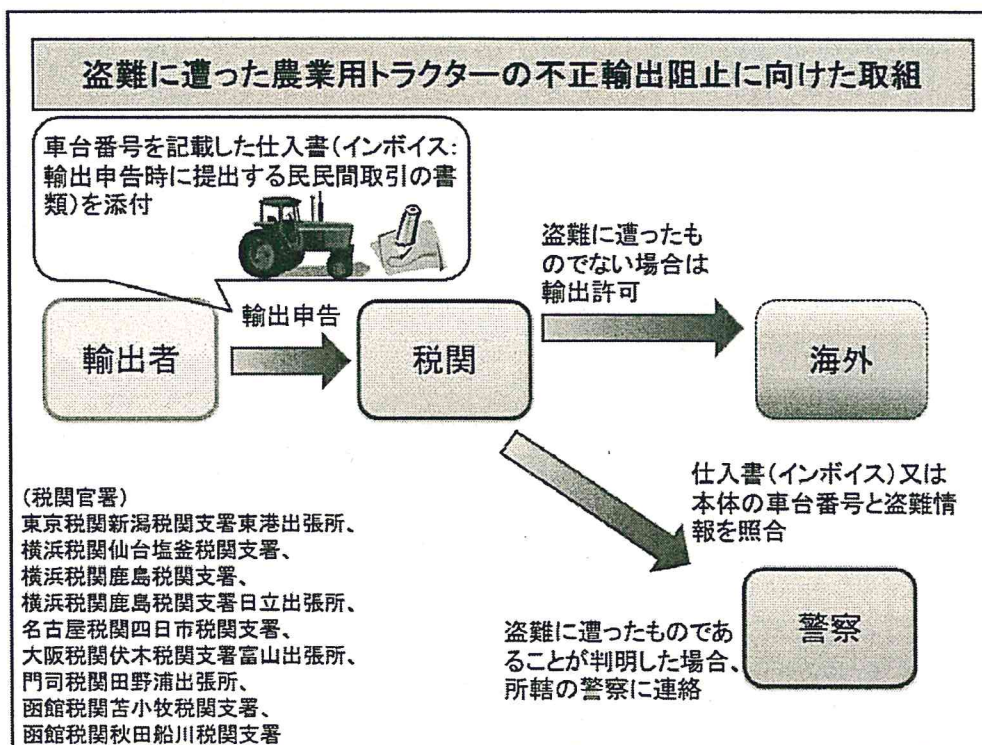 盗難に遭った農業用トラクターの不正輸出阻止に向けた取組
車台番号を記載した仕入書(インボイス:
輸出申告時に提出する民民間取引の書
類)を添付
盗難に遭ったも
のでない場合は
輸出許可
輸出申告
輸出者
税関
海外
仕入書(インボイス)又は
本体の車台番号と盗難情
報を照合
(税関官署)
東京税関新潟税関支署東港出張所、
横浜税関仙台塩釜税関支署、
横浜税関鹿島税関支署、
横浜税関鹿島税関支署日立出張所、
名古屋税関四日市税関支署、
大阪税関伏木税関支署富山出張所、
門司税関田野浦出張所、
函館税関苫小牧税関支署、
函館税関秋田船川税関支署
盗難に遭ったものであ
ることが判明した場合、
所轄の警察に連絡
警察